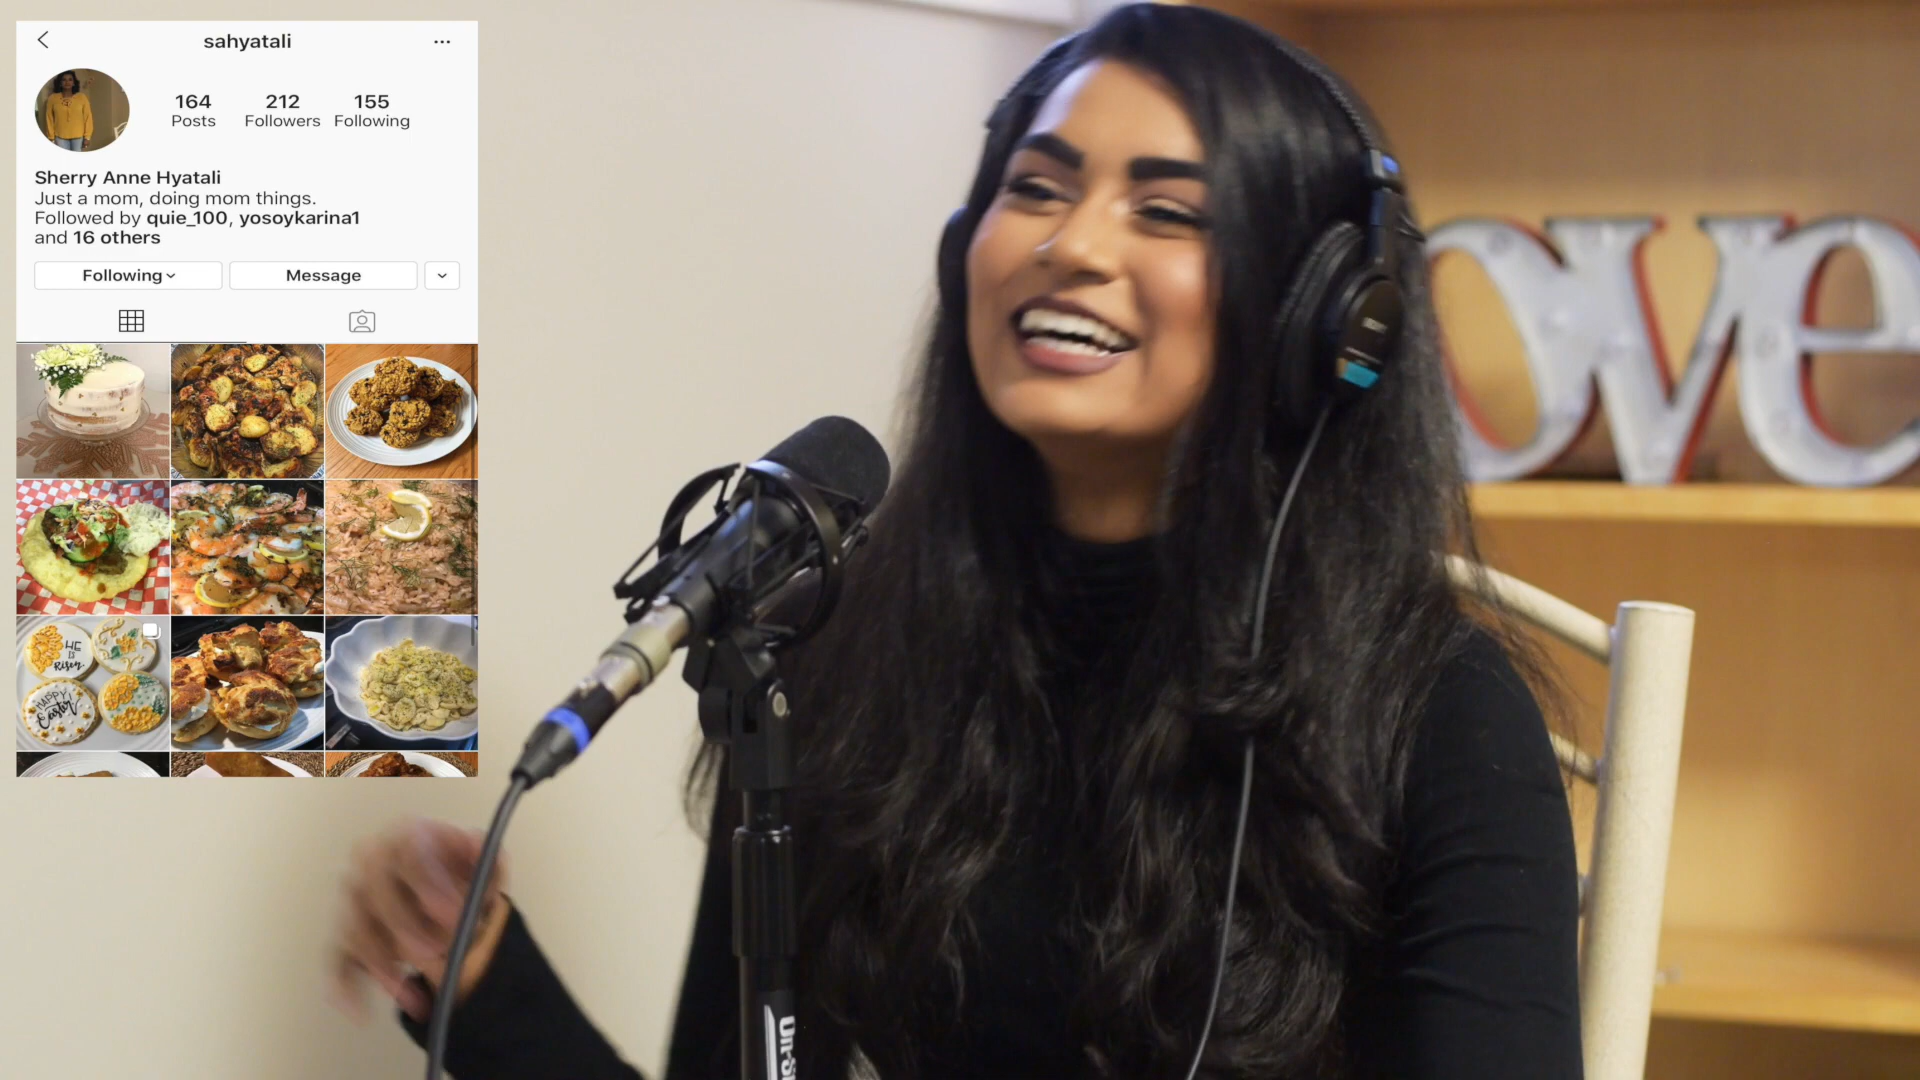 sahyatali
164
212
155
Posts
Followers
Following
Sherry Anne Hyatali
Just a mom, doing mom things.
Followed by quie_100, yosoykarina1
and 16 others
Following
Message
HE
IS
Risen
HAPPY
Easter
ove